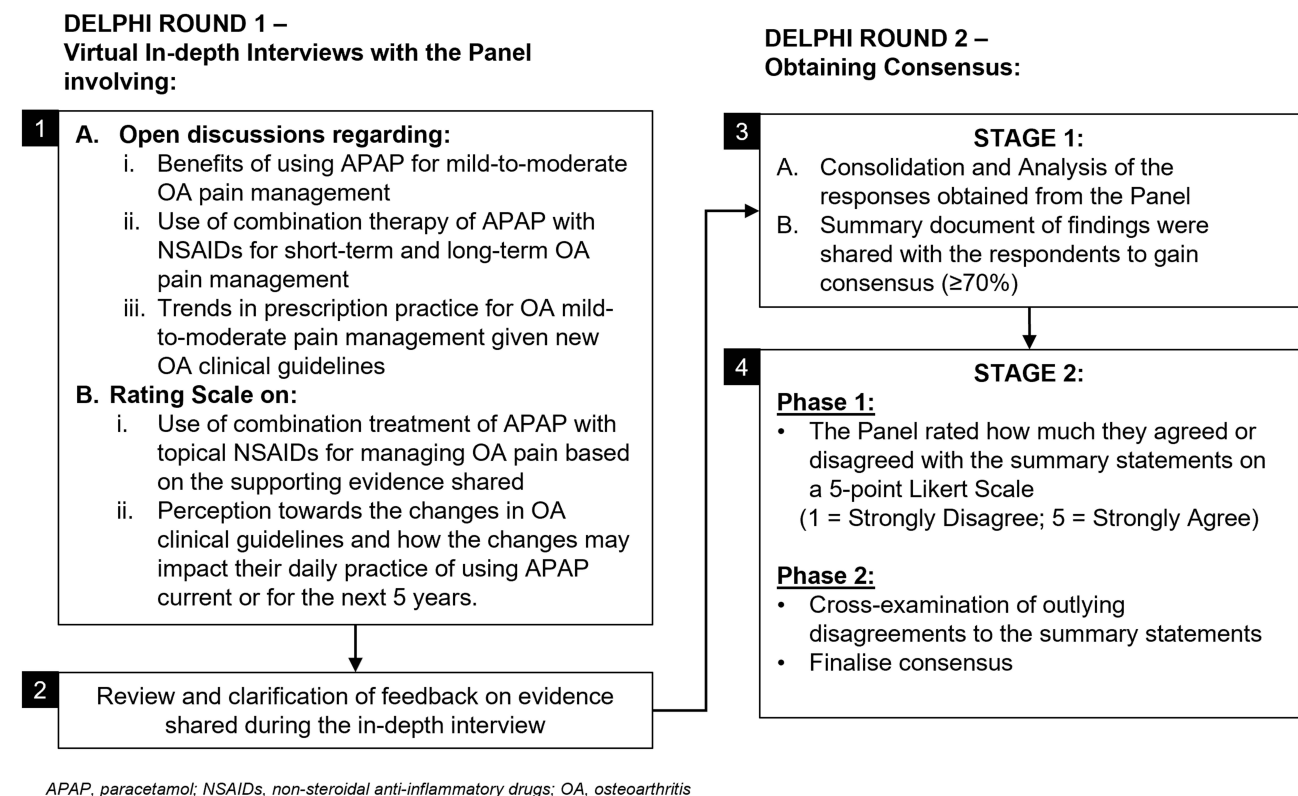 DELPHI ROUND 1 –
Virtual In-depth Interviews with the Panel
involving:
1
A. Open discussions regarding:
i. Benefits of using APAP for mild-to-moderate
OA pain management
ii. Use of combination therapy of APAP with
NSAIDs for short-term and long-term OA
pain management
iii. Trends in prescription practice for OA mild-
to-moderate pain management given new
OA clinical guidelines
B. Rating Scale on:
i. Use of combination treatment of APAP with
topical NSAIDs for managing OA pain based
on the supporting evidence shared
ii. Perception towards the changes in OA
clinical guidelines and how the changes may
impact their daily practice of using APAP
current or for the next 5 years.
2
Review and clarification of feedback on evidence
shared during the in-depth interview
DELPHI ROUND 2 –
Obtaining Consensus:
3
STAGE 1:
A. Consolidation and Analysis of the
responses obtained from the Panel
B. Summary document of findings were
shared with the respondents to gain
consensus (≥70%)
4
STAGE 2:
Phase 1:
• The Panel rated how much they agreed or
disagreed with the summary statements on
a 5-point Likert Scale
(1 = Strongly Disagree; 5 = Strongly Agree)
Phase 2:
• Cross-examination of outlying
disagreements to the summary statements
• Finalise consensus
APAP, paracetamol; NSAIDs, non-steroidal anti-inflammatory drugs; OA, osteoarthritis